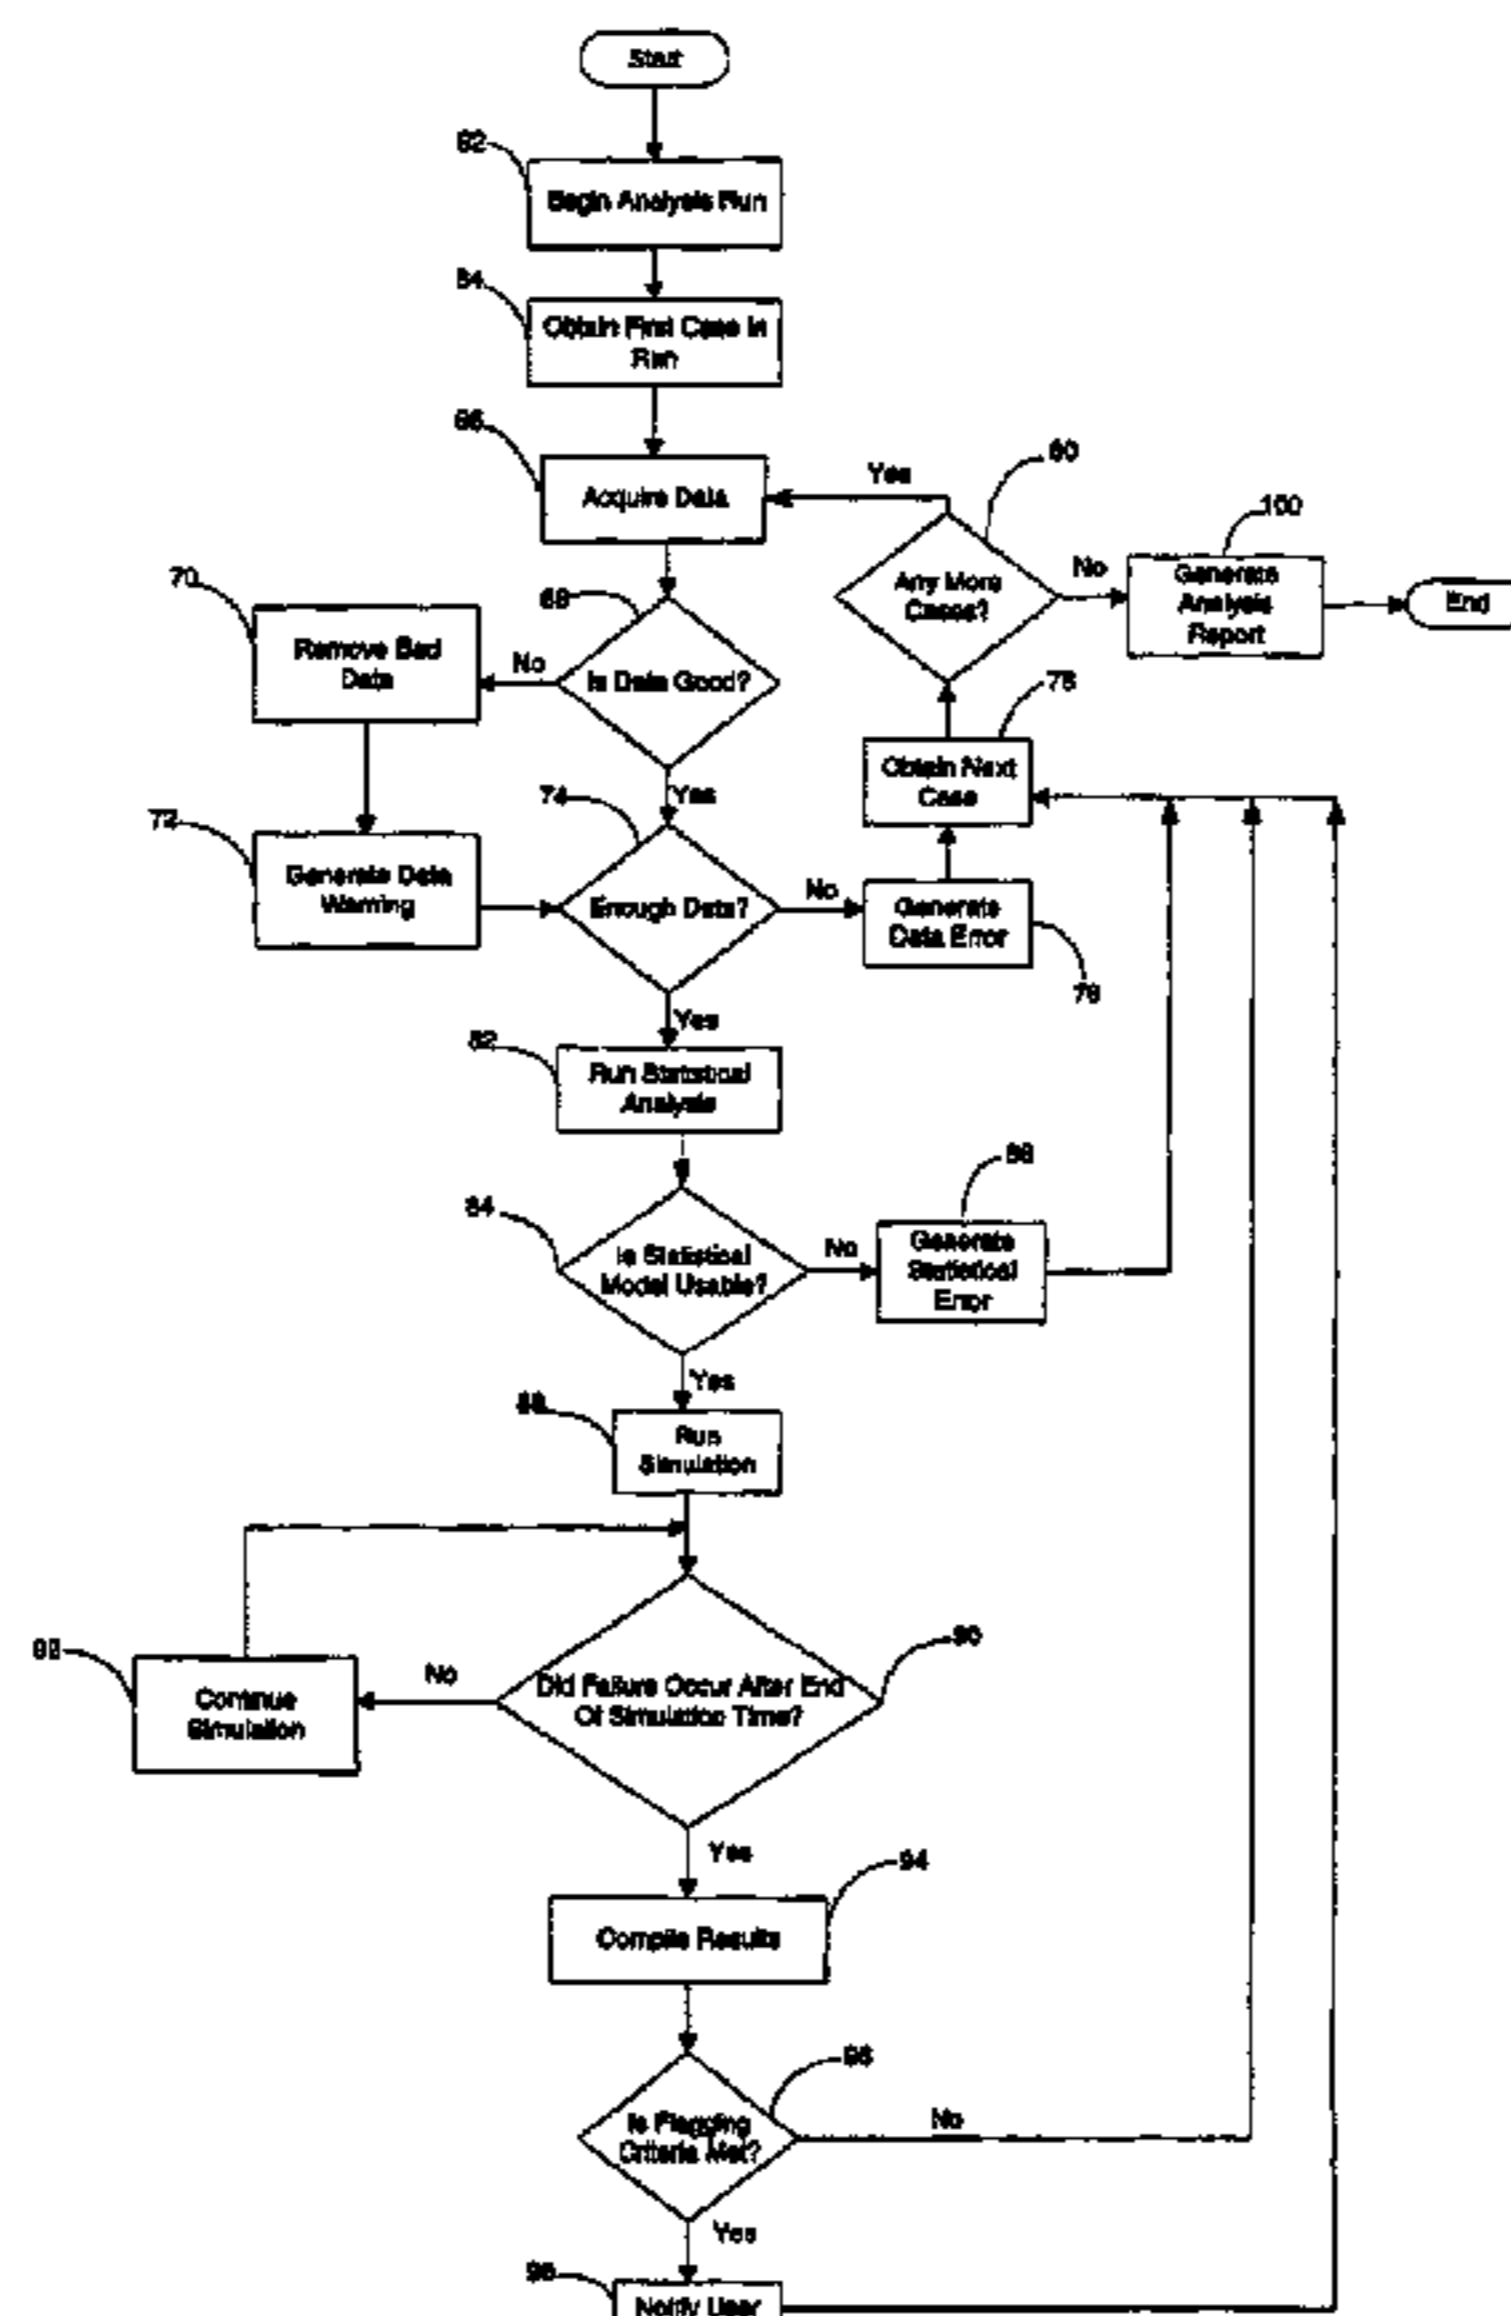 Start
Begin Analysis Run
Obtain First Case in
Run
Acquire Data
Yes
Any More
Cases?
80
No
100
Generate
Analysis
Report
End
70
Remove Bad
Data
No
Is Data Good?
Yes
Obtain Next
Case
72
Generate Data
Warning
74
Enough Data?
No
Generate
Data Error
Yes
82
Run Statistical
Analysis
84
Is Statistical
Model Usable?
No
Generate
Statistical
Error
Yes
Run
Simulation
Continue
Simulation
No
Did Failure Occur After End
Of Simulation Time?
Yes
94
Compile Results
Is Flagging
Criteria Met?
No
Yes
Notify User